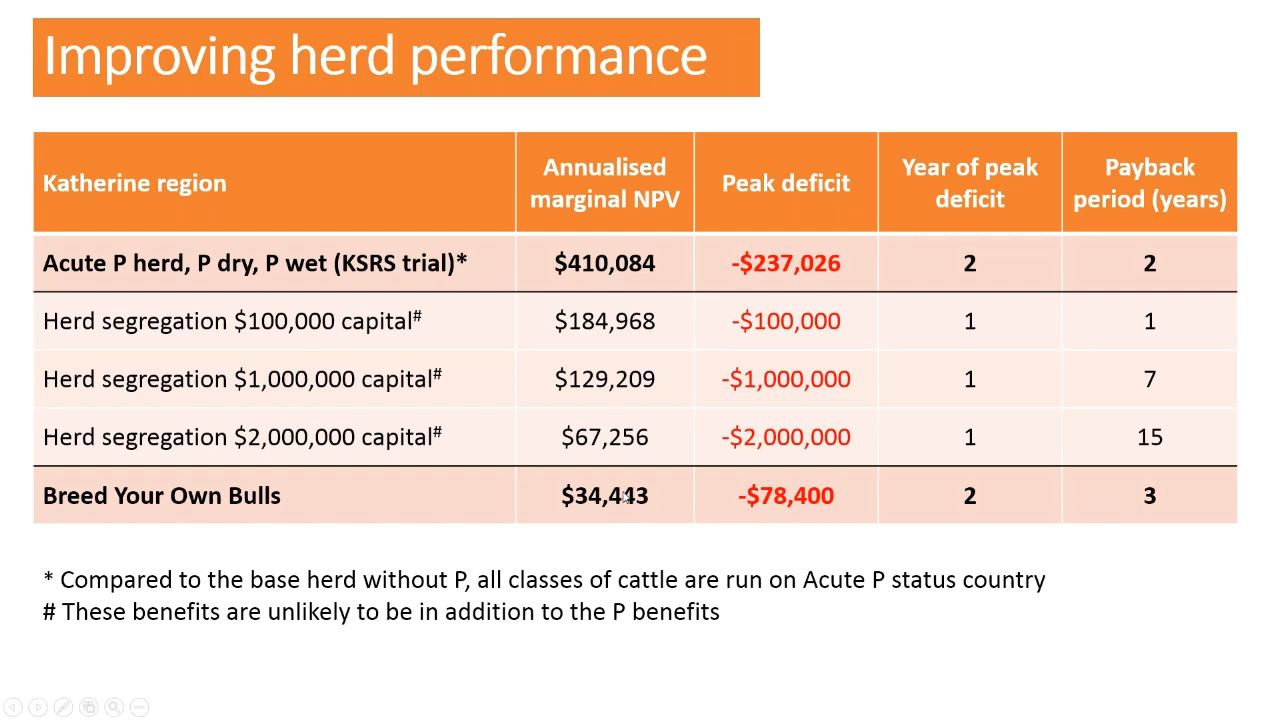 Improving herd performance
Katherine region
Annualised
marginal NPV
Peak deficit
Year of peak
deficit
Payback
period (years)
Acute P herd, P dry, P wet (KSRS trial)* $410,084 -$237,026 2 2
Herd segregation $100,000 capital# $184,968 -$100,000 1 1
Herd segregation $1,000,000 capital# $129,209 -$1,000,000 1 7
Herd segregation $2,000,000 capital# $67,256 -$2,000,000 1 15
Breed Your Own Bulls $34,443 -$78,400 2 3
* Compared to the base herd without P, all classes of cattle are run on Acute P status country
# These benefits are unlikely to be in addition to the P benefits